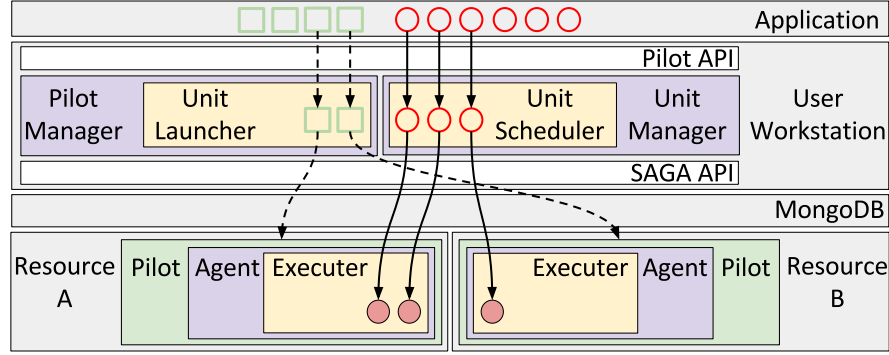 Application
Pilot API
Pilot
Manager
Unit
Launcher
Unit
Scheduler
Unit
Manager
User
Workstation
SAGA API
MongoDB
Resource
A
Pilot
Agent
Executer
Executer
Agent
Pilot
Resource
B